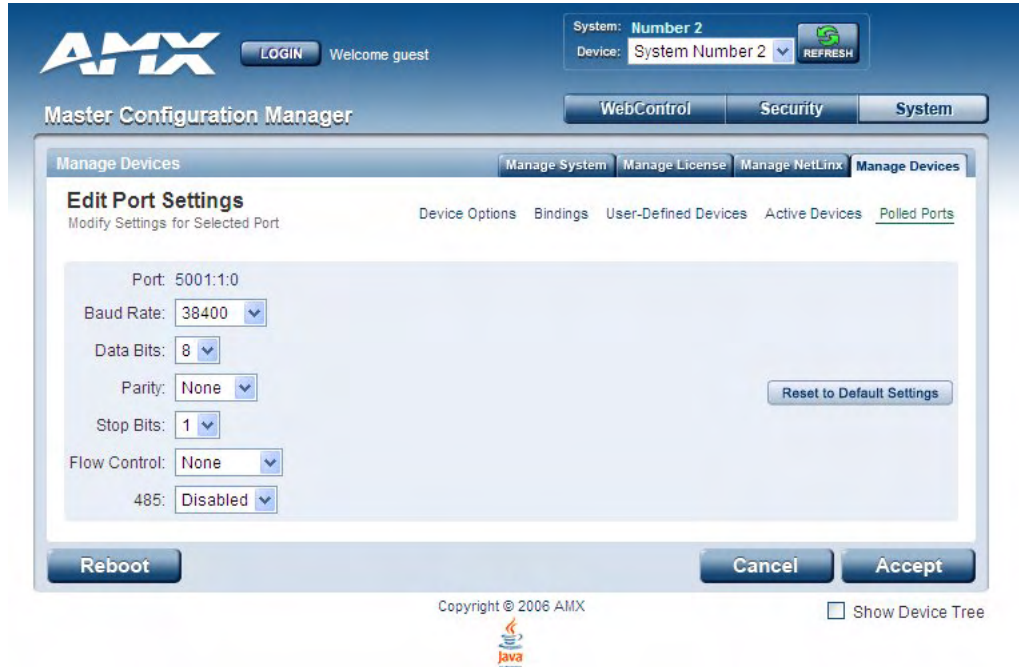 AMX
LOGIN Welcome guest
System: Number 2
Device: System Number 2 REFRESH
Master Configuration Manager
WebControl Security System
Manage Devices
Manage System Manage License Manage NetLinx Manage Devices
Edit Port Settings
Modify Settings for Selected Port
Device Options Bindings User-Defined Devices Active Devices Polled Ports
Port: 5001:1:0
Baud Rate: 38400
Data Bits: 8
Parity: None
Reset to Default Settings
Stop Bits: 1
Flow Control: None
485: Disabled
Reboot Cancel Accept
Copyright © 2006 AMX
Show Device Tree
Java